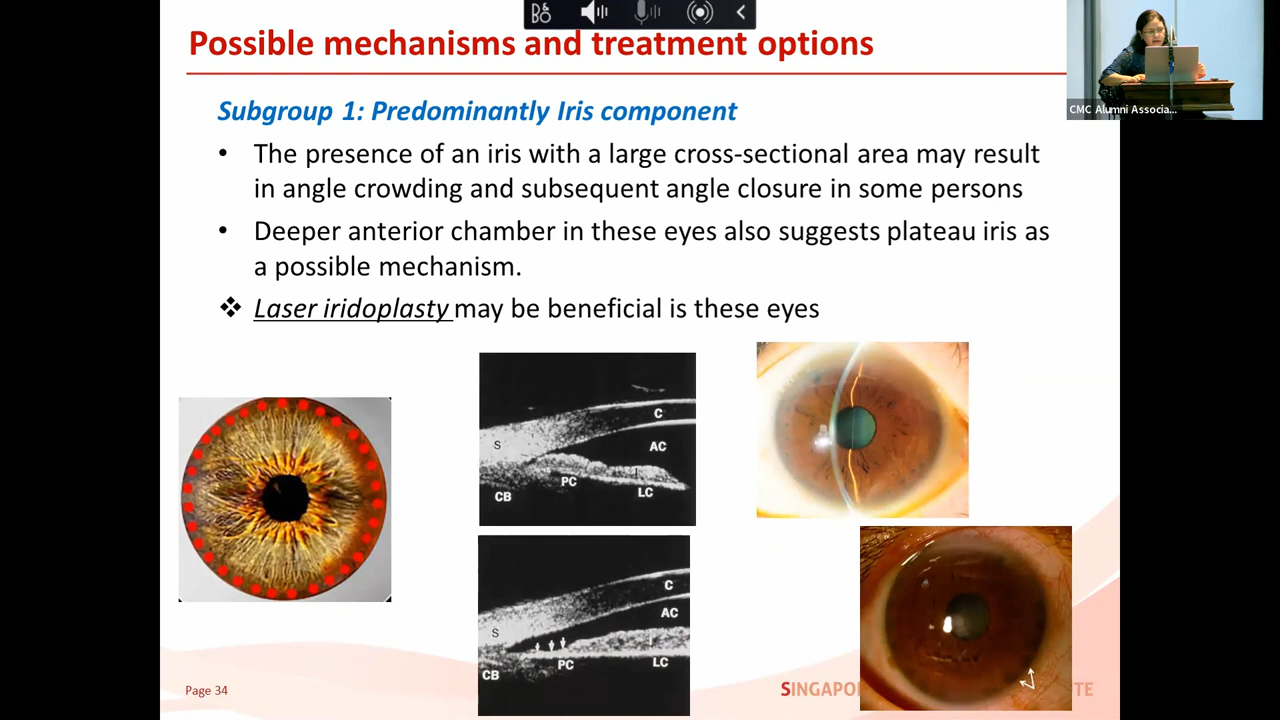 B&O
Possible mechanisms and treatment options
CMC Alumni Associa...
Subgroup 1: Predominantly Iris component
• The presence of an iris with a large cross-sectional area may result
in angle crowding and subsequent angle closure in some persons
• Deeper anterior chamber in these eyes also suggests plateau iris as
a possible mechanism.
❖ Laser iridoplasty may be beneficial is these eyes
C
S
AC
I
PC
CB
LC
C
AC
S
I
PC
LC
CB
Page 34
SINGAPO
TE